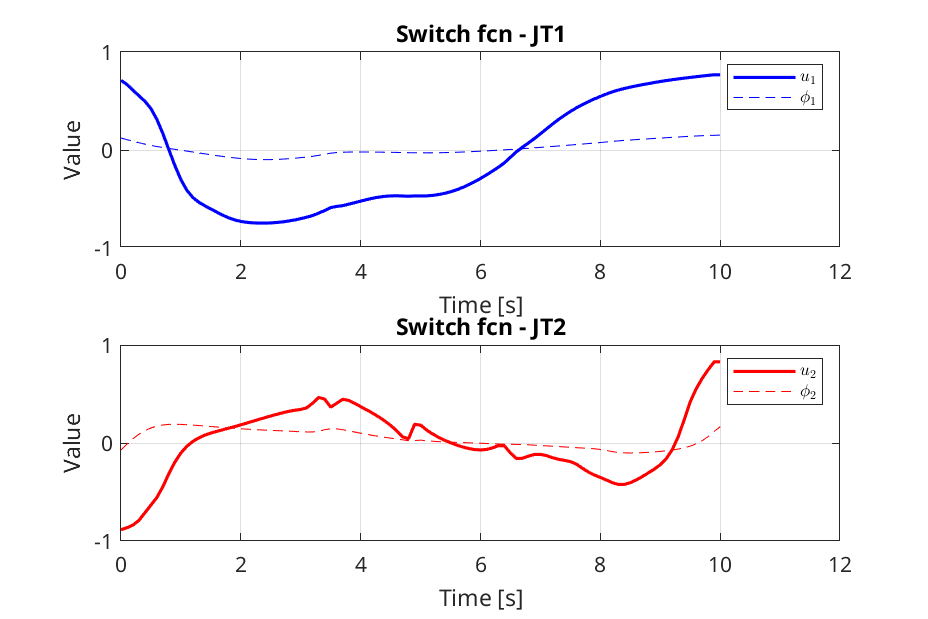 Switch fcn - JT1
1
0
-1
Value
u₁
ϕ₁
0 2 4 6 8 10 12
Time [s]
Switch fcn - JT2
1
0
-1
Value
u₂
ϕ₂
0 2 4 6 8 10 12
Time [s]